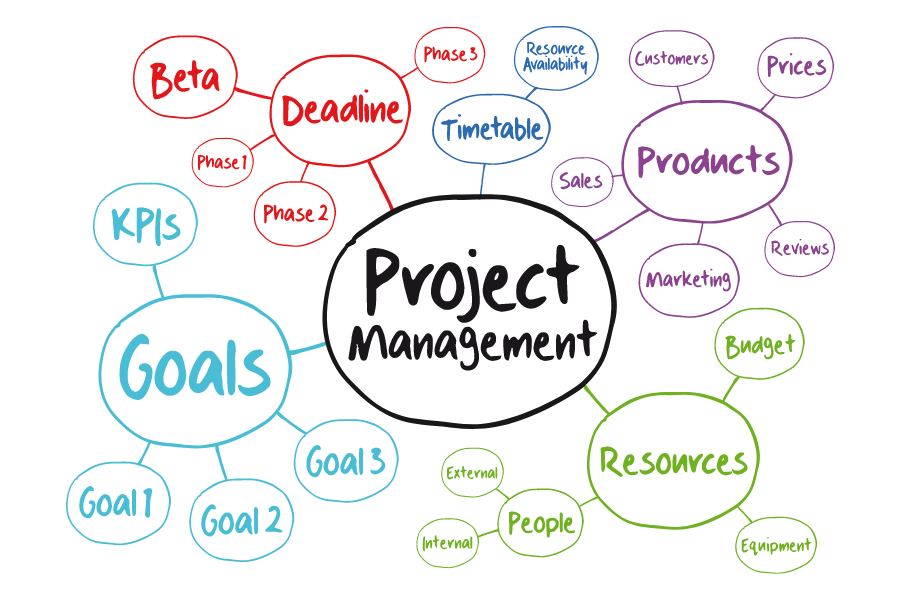 Project
Management
Deadline
Beta
Phase 1
Phase 2
Phase 3
Timetable
Resource
Availability
Products
Customers
Prices
Sales
Marketing
Reviews
Resources
Budget
Equipment
People
External
Internal
Goals
KPIs
Goal 1
Goal 2
Goal 3